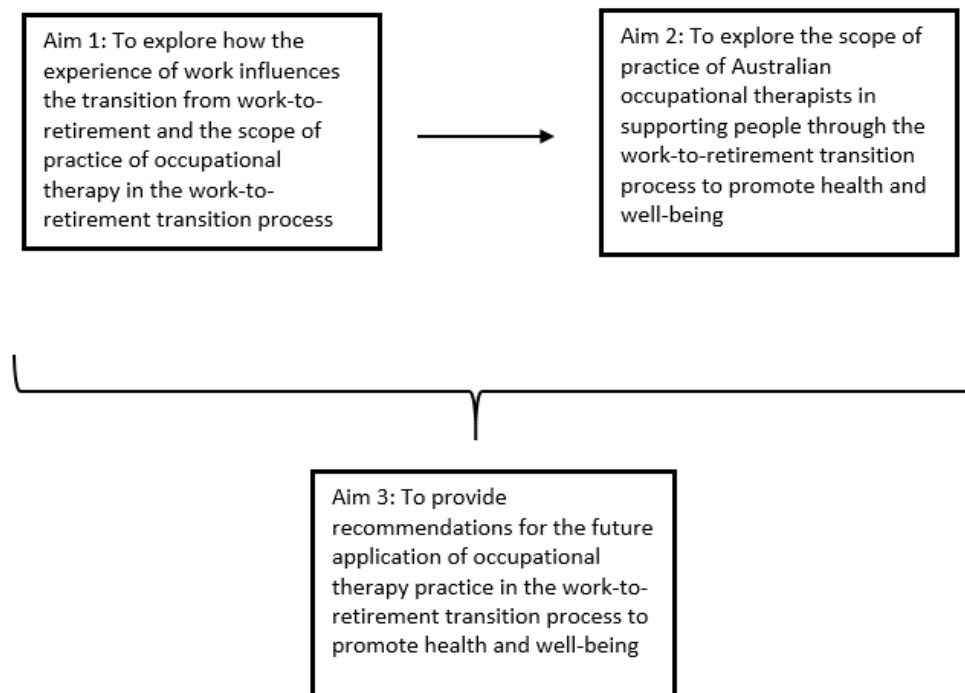 Aim 1: To explore how the
experience of work influences
the transition from work-to-
retirement and the scope of
practice of occupational
therapy in the work-to-
retirement transition process
Aim 2: To explore the scope of
practice of Australian
occupational therapists in
supporting people through the
work-to-retirement transition
process to promote health and
well-being
Aim 3: To provide
recommendations for the future
application of occupational
therapy practice in the work-to-
retirement transition process to
promote health and well-being